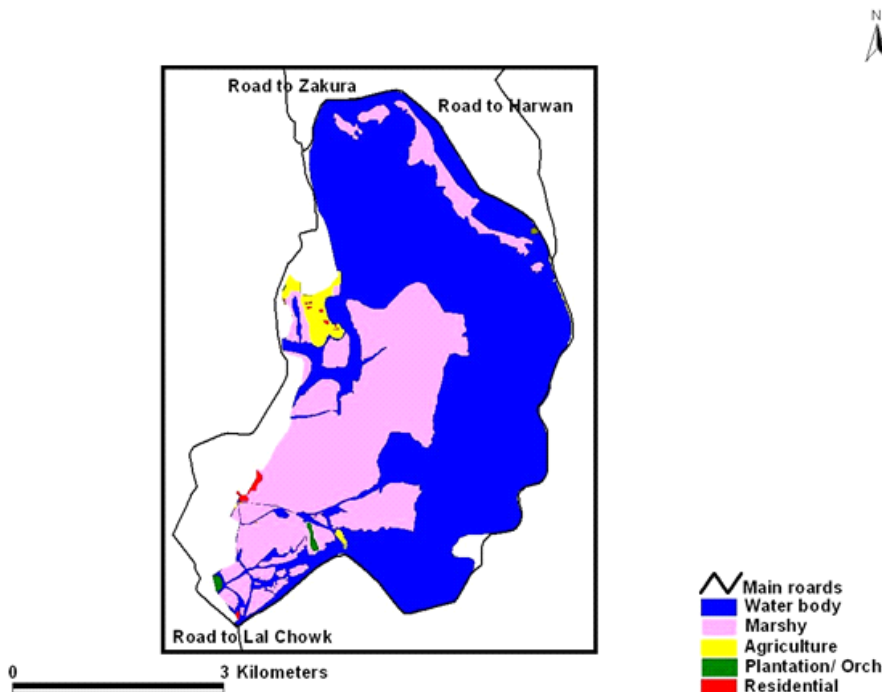 N
Road to Zakura
Road to Harwan
Road to Lal Chowk
0 3 Kilometers
Main roards
Water body
Marshy
Agriculture
Plantation/ Orch
Residential